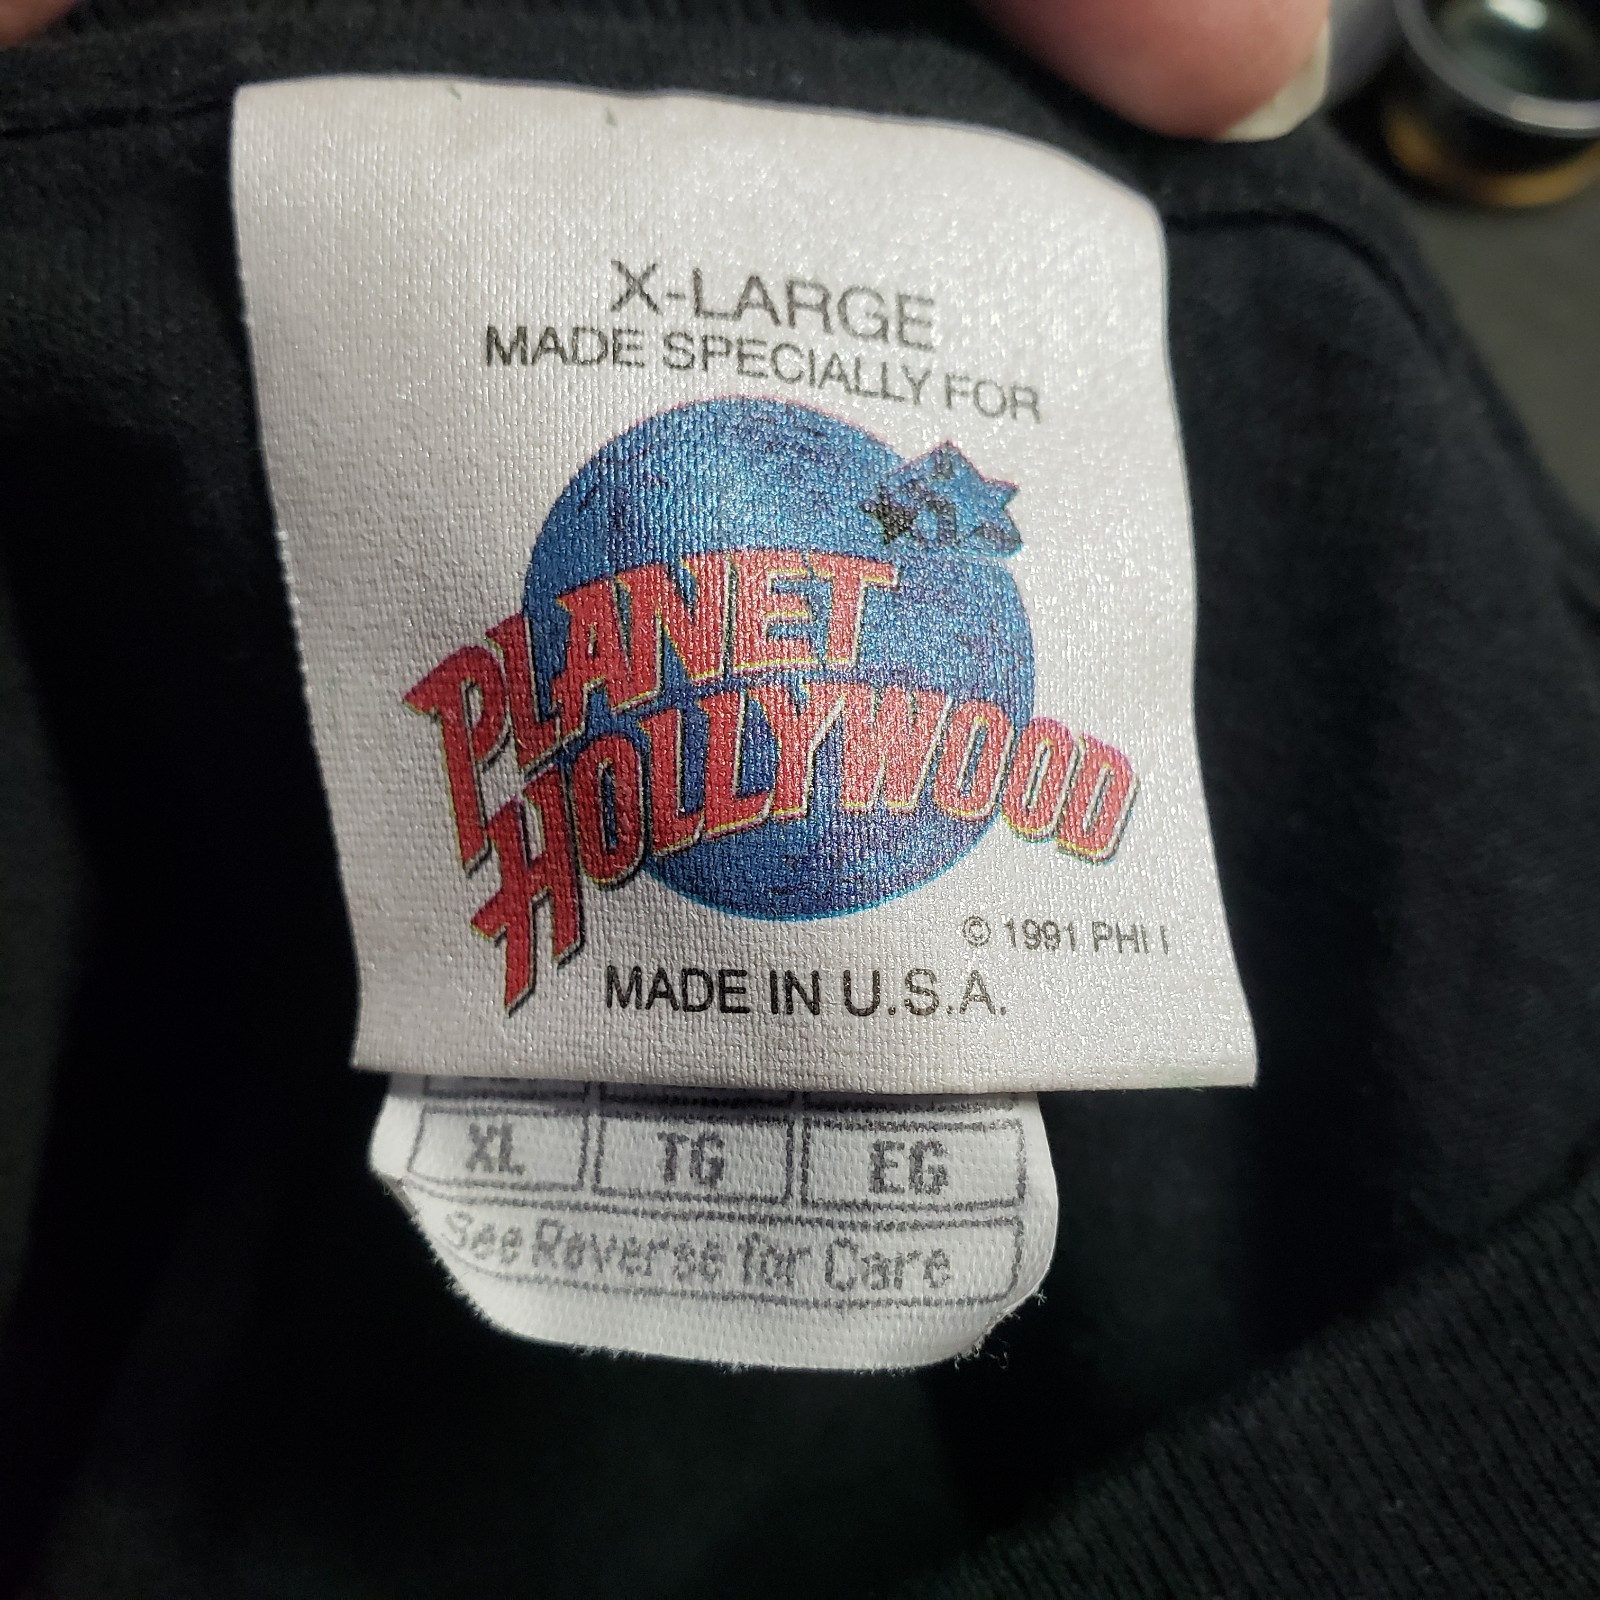 X-LARGE
MADE SPECIALLY FOR
PLANET
HOLLYWOOD
© 1991 PHI I
MADE IN U.S.A.
XL TG EG
See Reverse for Care